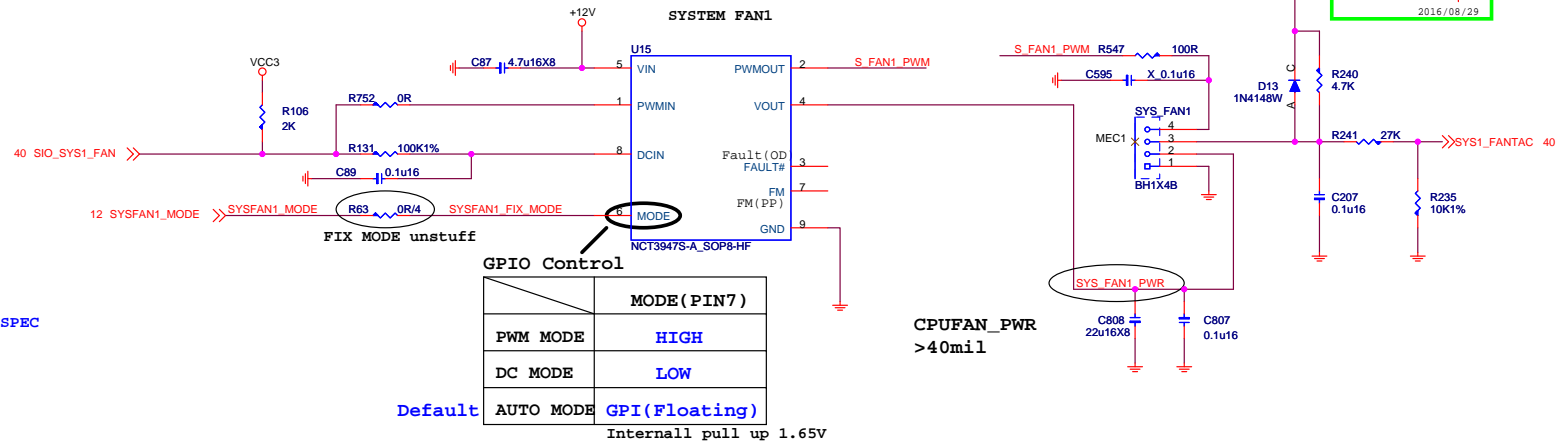 2016/08/29
+12V
SYSTEM FAN1
U15
VCC3
C87 4.7u16X8
5 VIN
PWMOUT 2
S_FAN1_PWM
S_FAN1_PWM R547 100R
R106
2K
R752 0R
1 PWMIN
VOUT 4
C595 X_0.1u16
C
D13
1N4148W
A
R240
4.7K
SYS_FAN1
4
3
2
1
MEC1
BH1X4B
40 SIO_SYS1_FAN
R131 100K1%
8 DCIN
Fault(OD
FAULT# 3
R241 27K
SYS1_FANTAC 40
C89 0.1u16
FM 7
FM(PP)
12 SYSFAN1_MODE
SYSFAN1_MODE
R63 0R/4
SYSFAN1_FIX_MODE
6 MODE
GND 9
C207
0.1u16
R235
10K1%
FIX MODE unstuff
NCT3947S-A_SOP8-HF
GPIO Control
MODE(PIN7)
PWM MODE HIGH
DC MODE LOW
Default AUTO MODE GPI(Floating)
Internall pull up 1.65V
SPEC
SYS_FAN1_PWR
CPUFAN_PWR
>40mil
C808
22u16X8
C807
0.1u16